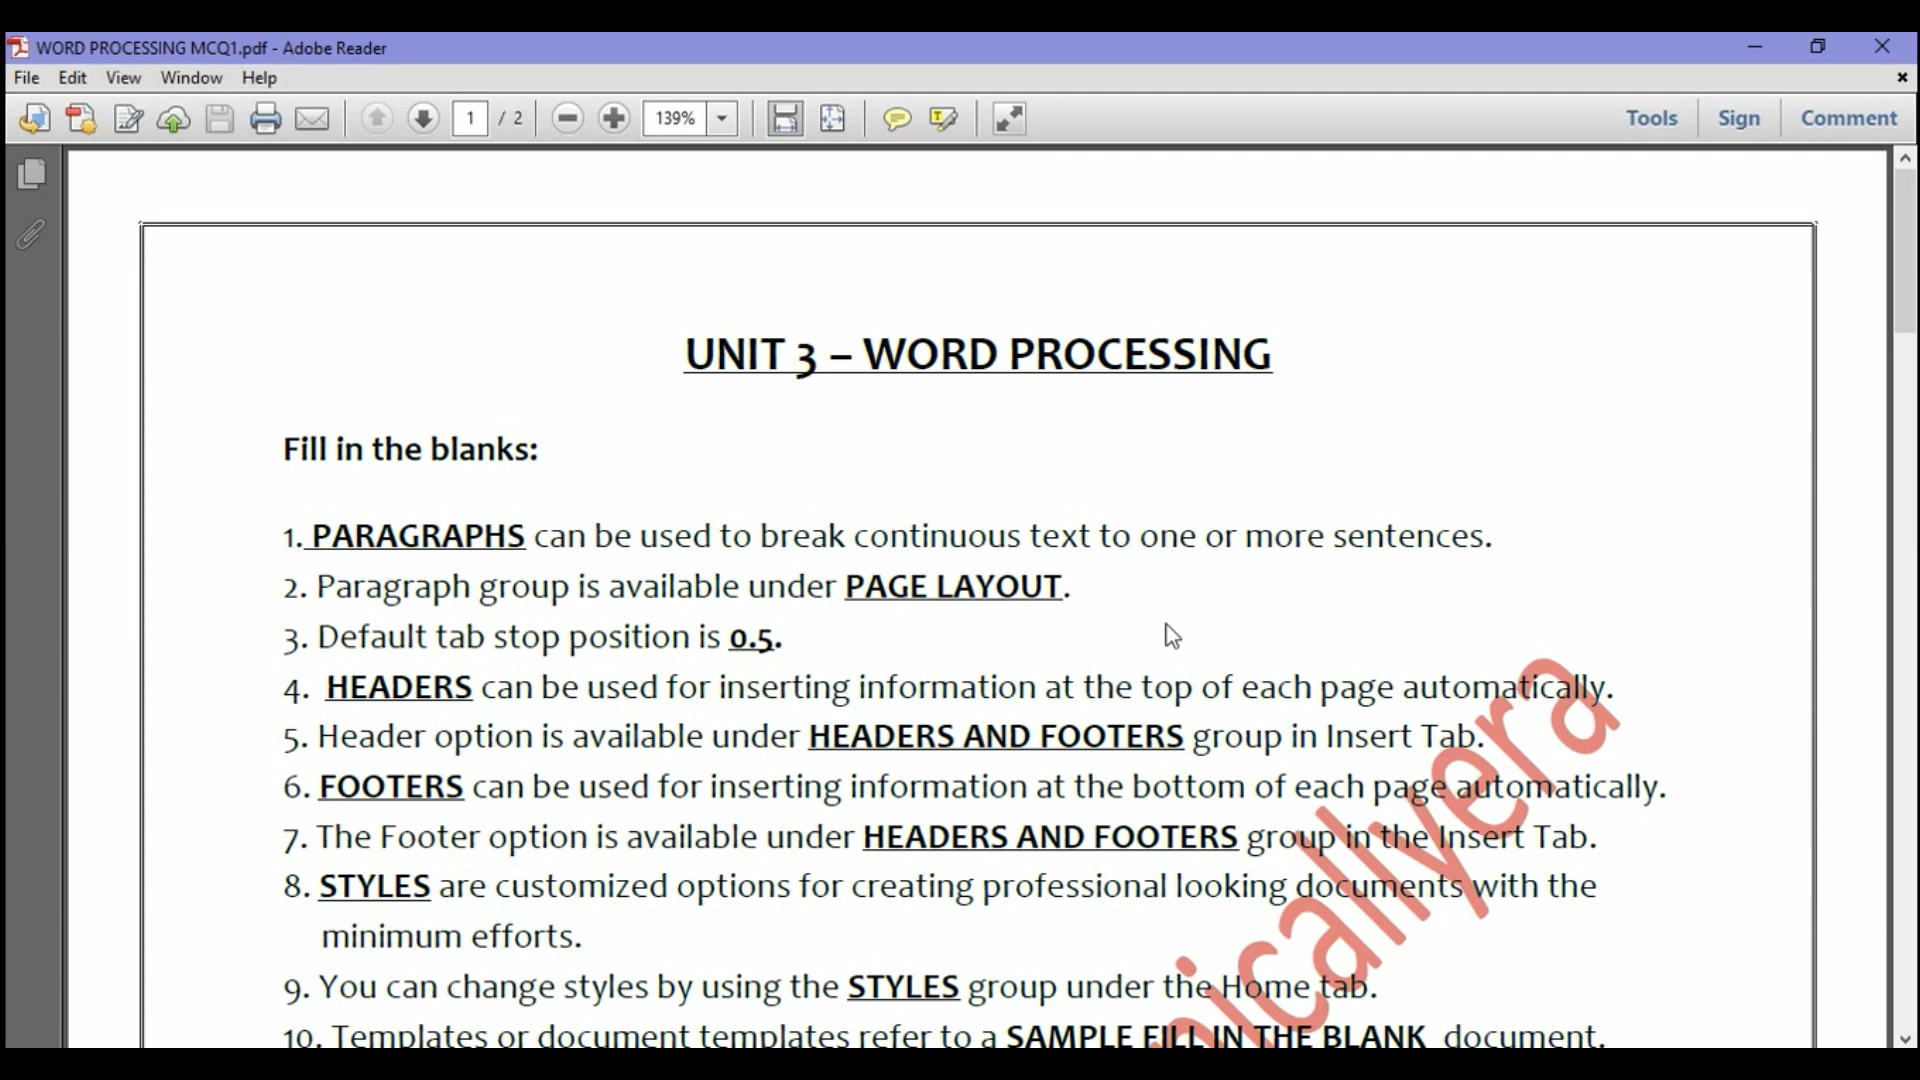 WORD PROCESSING MCQ1.pdf - Adobe Reader
File Edit View Window Help
1 / 2 139% Tools Sign Comment
UNIT 3 – WORD PROCESSING
Fill in the blanks:
1. PARAGRAPHS can be used to break continuous text to one or more sentences.
2. Paragraph group is available under PAGE LAYOUT.
3. Default tab stop position is 0.5.
4. HEADERS can be used for inserting information at the top of each page automatically.
5. Header option is available under HEADERS AND FOOTERS group in Insert Tab.
6. FOOTERS can be used for inserting information at the bottom of each page automatically.
7. The Footer option is available under HEADERS AND FOOTERS group in the Insert Tab.
8. STYLES are customized options for creating professional looking documents with the
minimum efforts.
9. You can change styles by using the STYLES group under the Home tab.
10. Templates or document templates refer to a SAMPLE FILL IN THE BLANK document.